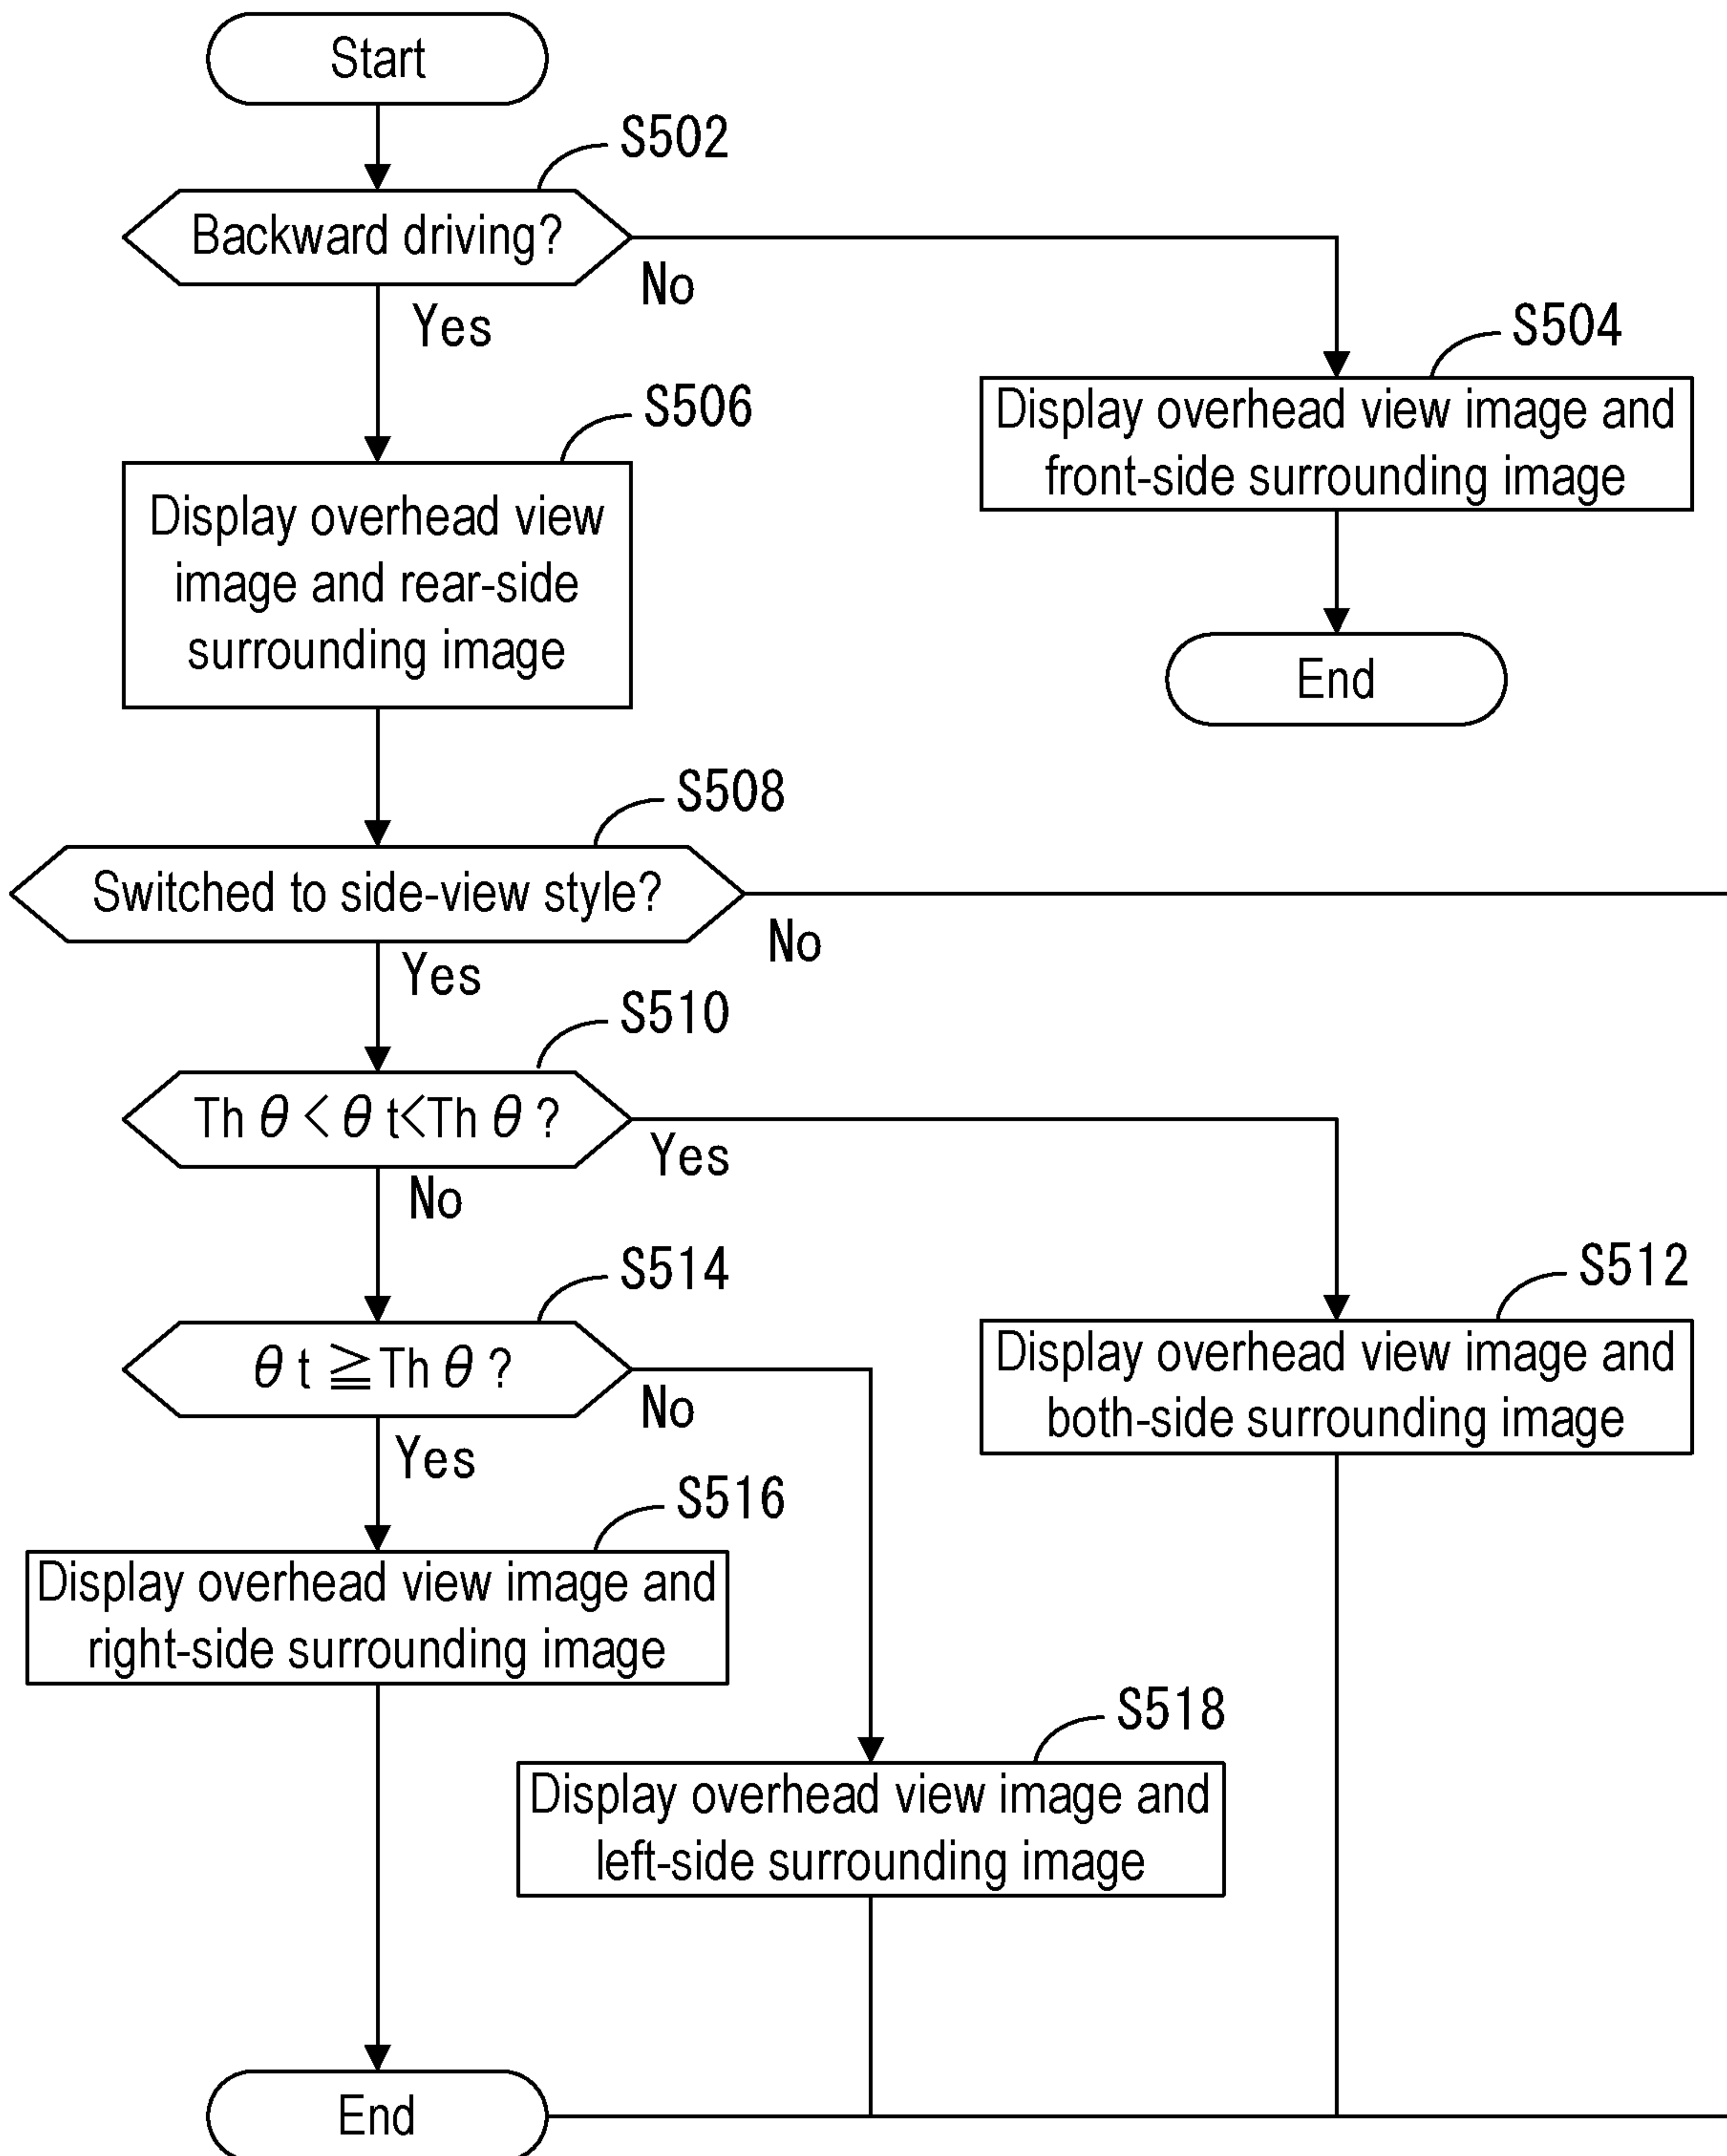 Start
S502
Backward driving?
No
Yes
S504
Display overhead view image and
front-side surrounding image
S506
Display overhead view
image and rear-side
surrounding image
End
S508
Switched to side-view style?
No
Yes
S510
Th θ < θ t<Th θ ?
Yes
No
S512
Display overhead view image and
both-side surrounding image
S514
θ t ≧Th θ ?
No
Yes
S516
Display overhead view image and
right-side surrounding image
S518
Display overhead view image and
left-side surrounding image
End